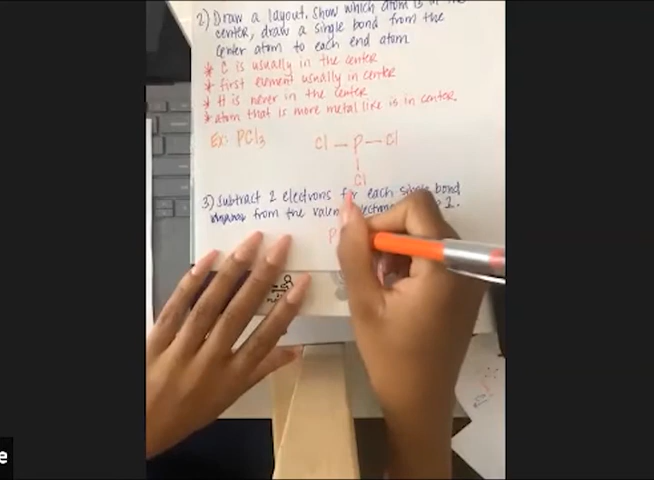 2) Draw a layout. Show which atom is in the
center, draw a single bond from the
center atom to each end atom
* C is usually in the center
* first element usually in center
* H is never in the center
* atom that is more metal like is in center
Ex: PCl3
Cl — P — Cl
|
Cl
3) Subtract 2 electrons for each single bond
from the valence electrons 1.
P
e